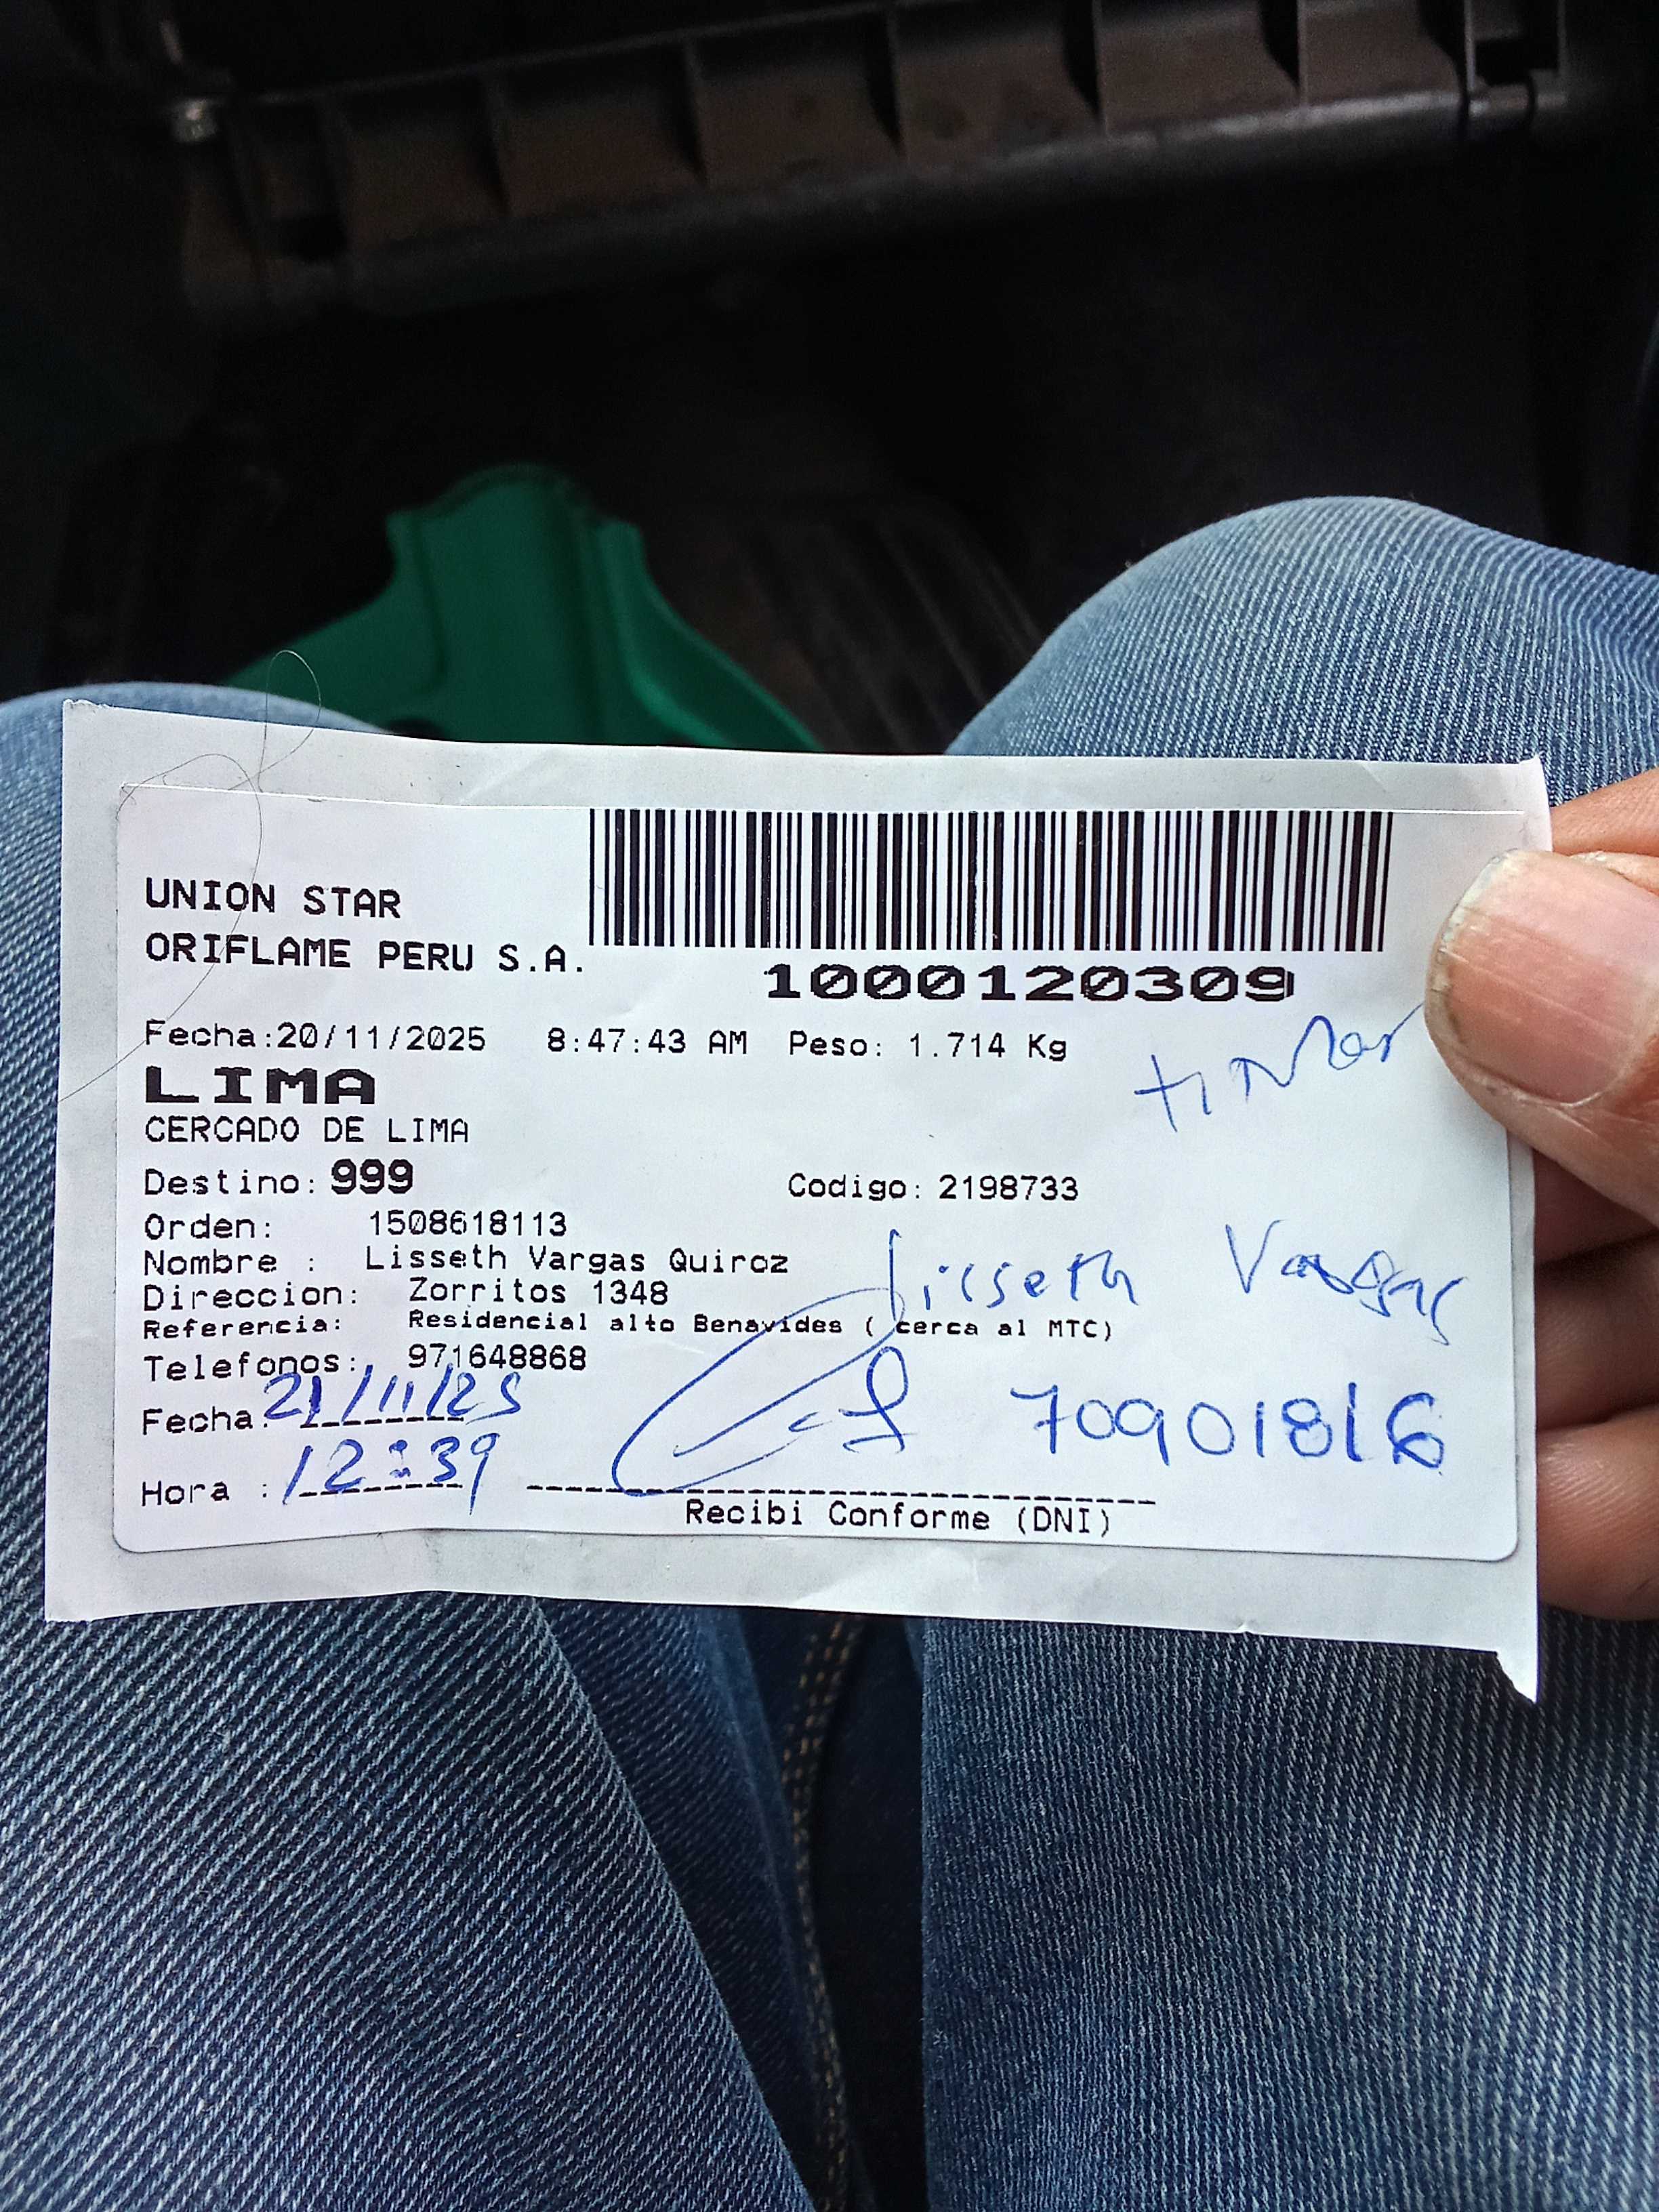 UNION STAR
ORIFLAME PERU S.A.
1000120309
Fecha:20/11/2025 8:47:43 AM Peso: 1.714 Kg
LIMA
CERCADO DE LIMA
Destino: 999 Codigo: 2198733
Orden: 1508618113
Nombre : Lisseth Vargas Quiroz
Lisseth Vargas
Direccion: Zorritos 1348
Referencia: Residencial alto Benavides ( cerca al MTC)
Telefonos: 971648868
Fecha: 21/11/25 70901816
Hora : 12:39
Recibi Conforme (DNI)